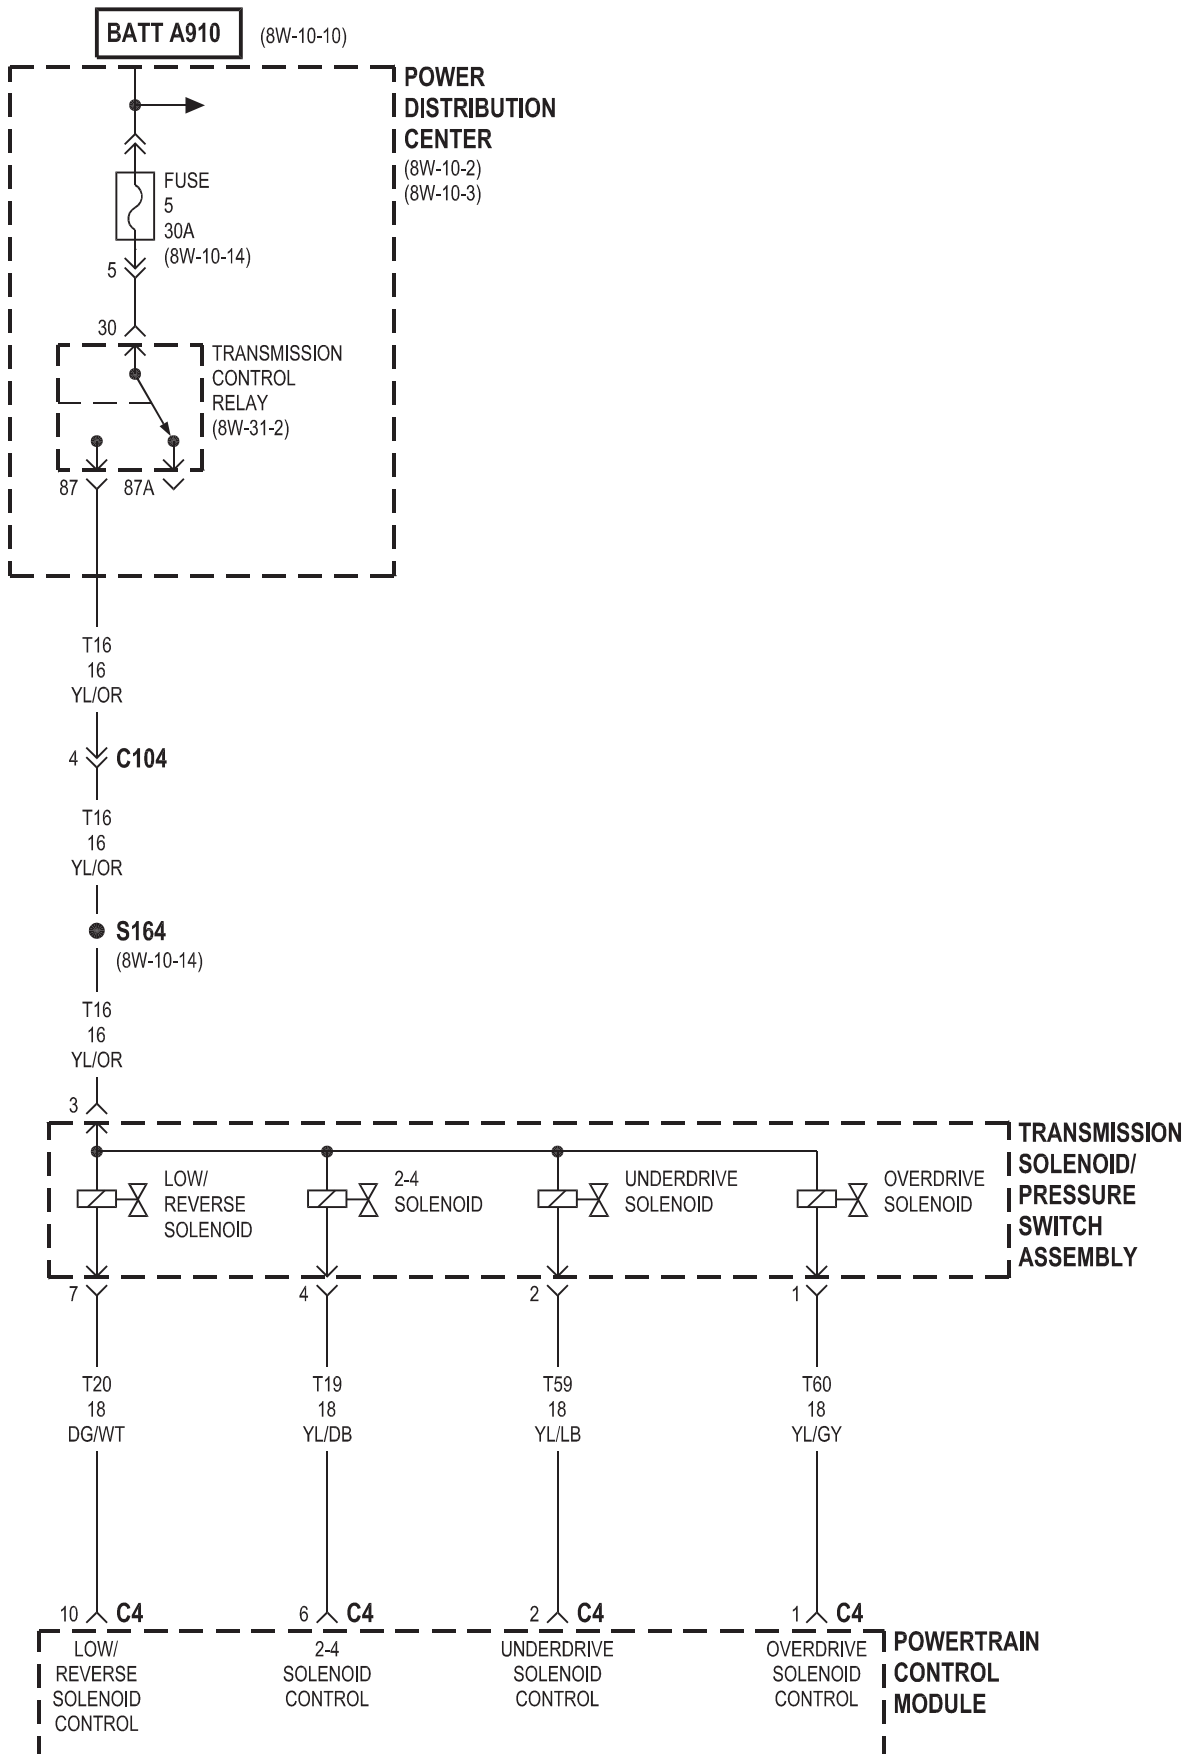 BATT A910 (8W-10-10)
POWER
DISTRIBUTION
CENTER
(8W-10-2)
(8W-10-3)
FUSE
5
30A
(8W-10-14)
5
30
TRANSMISSION
CONTROL
RELAY
(8W-31-2)
87 87A
T16
16
YL/OR
4 C104
T16
16
YL/OR
S164
(8W-10-14)
T16
16
YL/OR
3
TRANSMISSION
SOLENOID/
PRESSURE
SWITCH
ASSEMBLY
LOW/
REVERSE
SOLENOID
2-4
SOLENOID
UNDERDRIVE
SOLENOID
OVERDRIVE
SOLENOID
7 4 2 1
T20 T19 T59 T60
18 18 18 18
DG/WT YL/DB YL/LB YL/GY
10 C4 6 C4 2 C4 1 C4
LOW/
REVERSE
SOLENOID
CONTROL
2-4
SOLENOID
CONTROL
UNDERDRIVE
SOLENOID
CONTROL
OVERDRIVE
SOLENOID
CONTROL
POWERTRAIN
CONTROL
MODULE